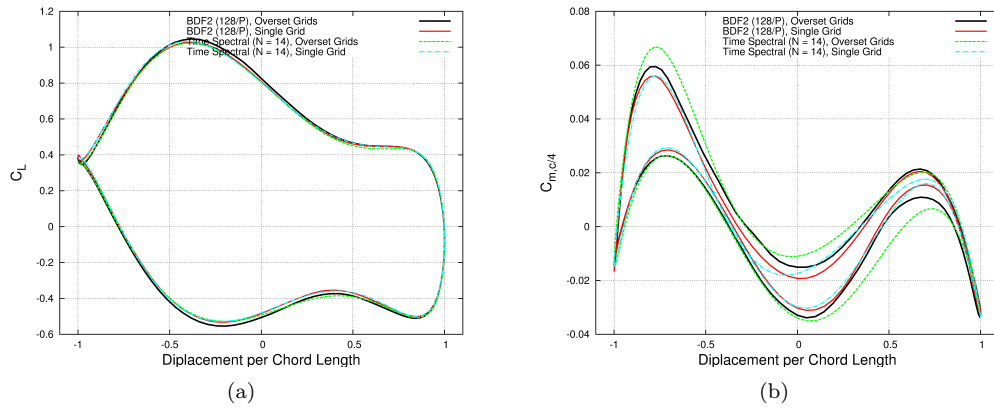 BDF2 (128/P), Overset Grids
BDF2 (128/P), Single Grid
Time Spectral (N = 14), Overset Grids
Time Spectral (N = 14), Single Grid
1.2
1
0.8
0.6
0.4
0.2
0
-0.2
-0.4
-0.6
C_L
-1 -0.5 0 0.5 1
Diplacement per Chord Length
(a)
BDF2 (128/P), Overset Grids
BDF2 (128/P), Single Grid
Time Spectral (N = 14), Overset Grids
Time Spectral (N = 14), Single Grid
0.08
0.06
0.04
0.02
0
-0.02
-0.04
C_m,c/4
-1 -0.5 0 0.5 1
Diplacement per Chord Length
(b)